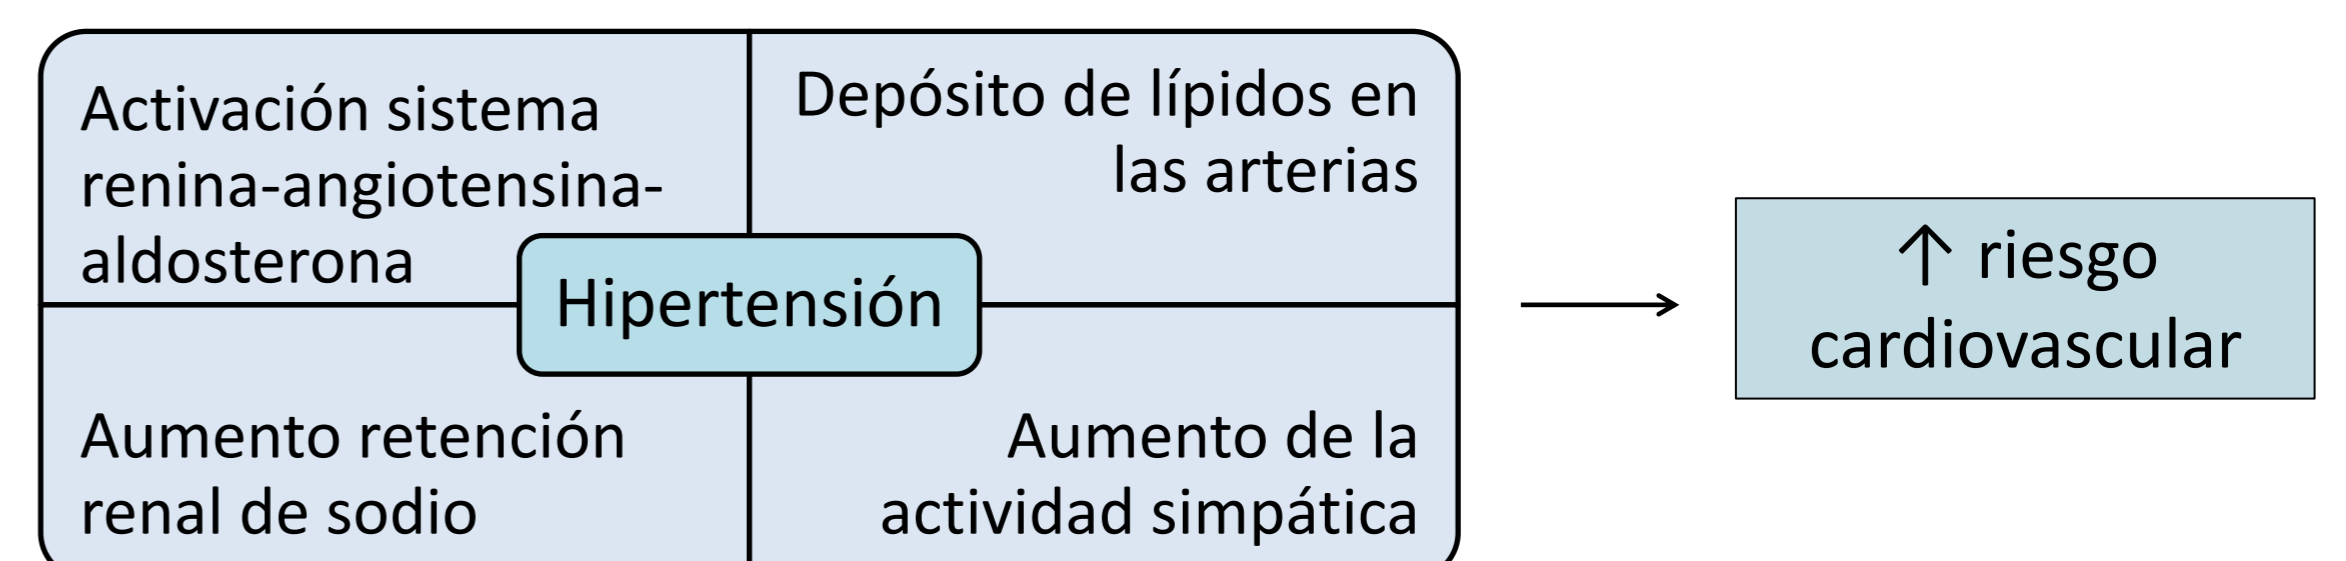 Activación sistema
renina-angiotensina-
aldosterona
Depósito de lípidos en
las arterias
Hipertensión
Aumento retención
renal de sodio
Aumento de la
actividad simpática
↑ riesgo
cardiovascular